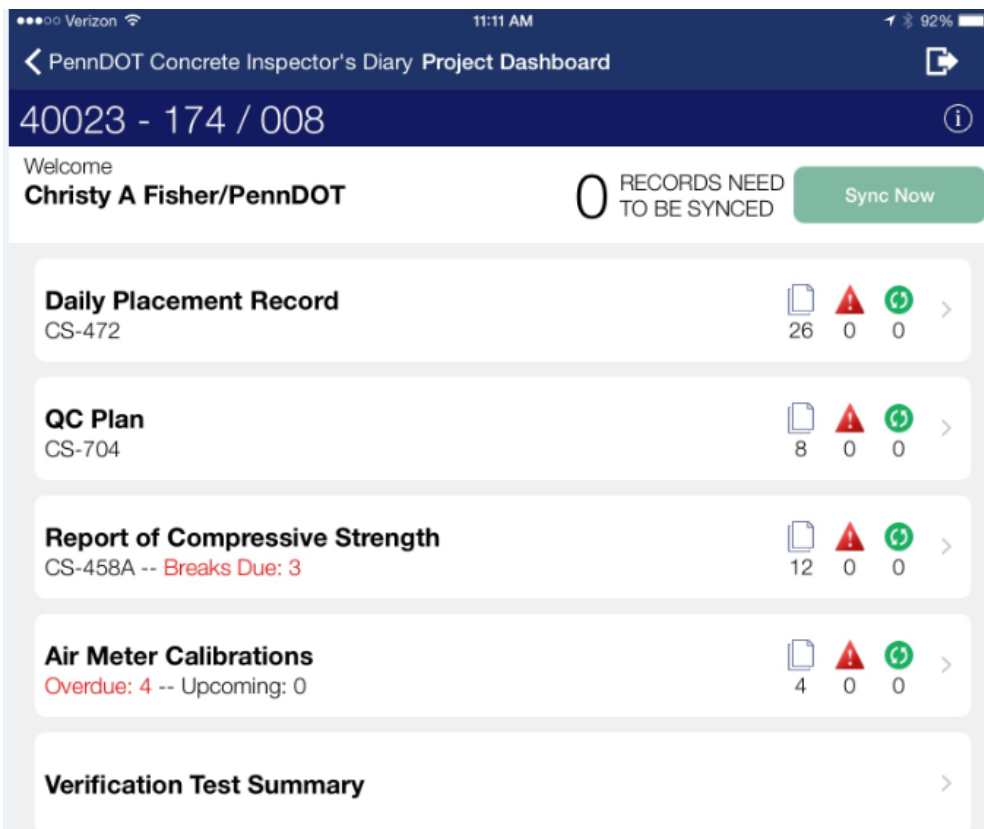 Verizon 11:11 AM 92%
PennDOT Concrete Inspector's Diary Project Dashboard
40023 - 174 / 008
Welcome
Christy A Fisher/PennDOT
0 RECORDS NEED
TO BE SYNCED
Sync Now
Daily Placement Record
CS-472
26 0 0
QC Plan
CS-704
8 0 0
Report of Compressive Strength
CS-458A -- Breaks Due: 3
12 0 0
Air Meter Calibrations
Overdue: 4 -- Upcoming: 0
4 0 0
Verification Test Summary